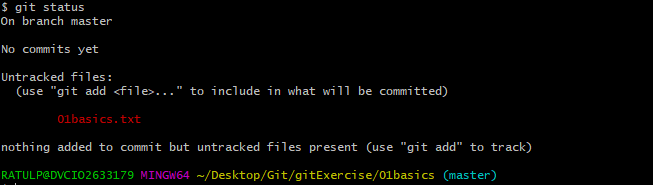 $ git status
On branch master
No commits yet
Untracked files:
(use "git add <file>..." to include in what will be committed)
01basics.txt
nothing added to commit but untracked files present (use "git add" to track)
RATULP@DVCIO2633179 MINGW64 ~/Desktop/Git/gitExercise/01basics (master)